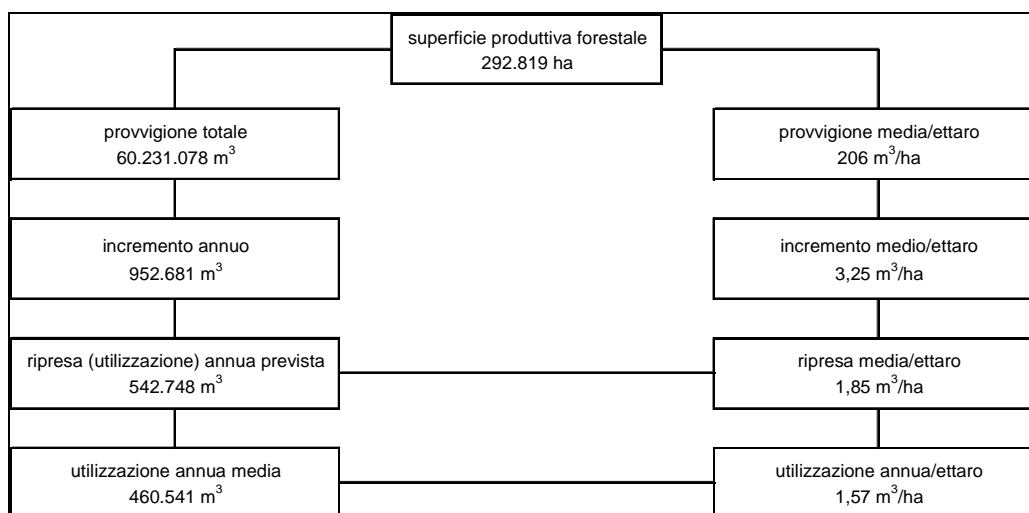 superficie produttiva forestale
292.819 ha
provvigione totale
60.231.078 m³
provvigione media/ettaro
206 m³/ha
incremento annuo
952.681 m³
incremento medio/ettaro
3,25 m³/ha
ripresa (utilizzazione) annua prevista
542.748 m³
ripresa media/ettaro
1,85 m³/ha
utilizzazione annua media
460.541 m³
utilizzazione annua/ettaro
1,57 m³/ha